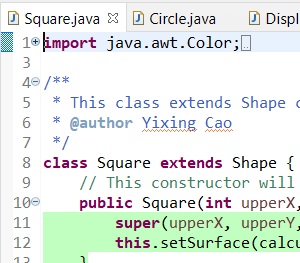 Square.java Circle.java Displ
1 import java.awt.Color;
3
4 /**
5 * This class extends Shape c
6 * @author Yixing Cao
7 */
8 class Square extends Shape {
9 // This constructor will
10 public Square(int upperX,
11 super(upperX, upperY,
12 this.setSurface(calcu
13 }